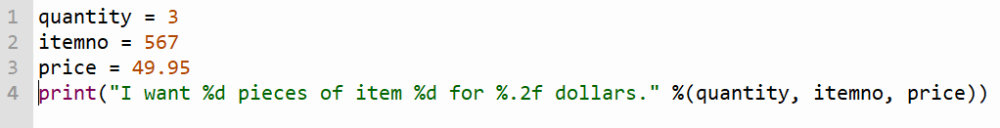 1 quantity = 3
2 itemno = 567
3 price = 49.95
4 print("I want %d pieces of item %d for %.2f dollars." %(quantity, itemno, price))